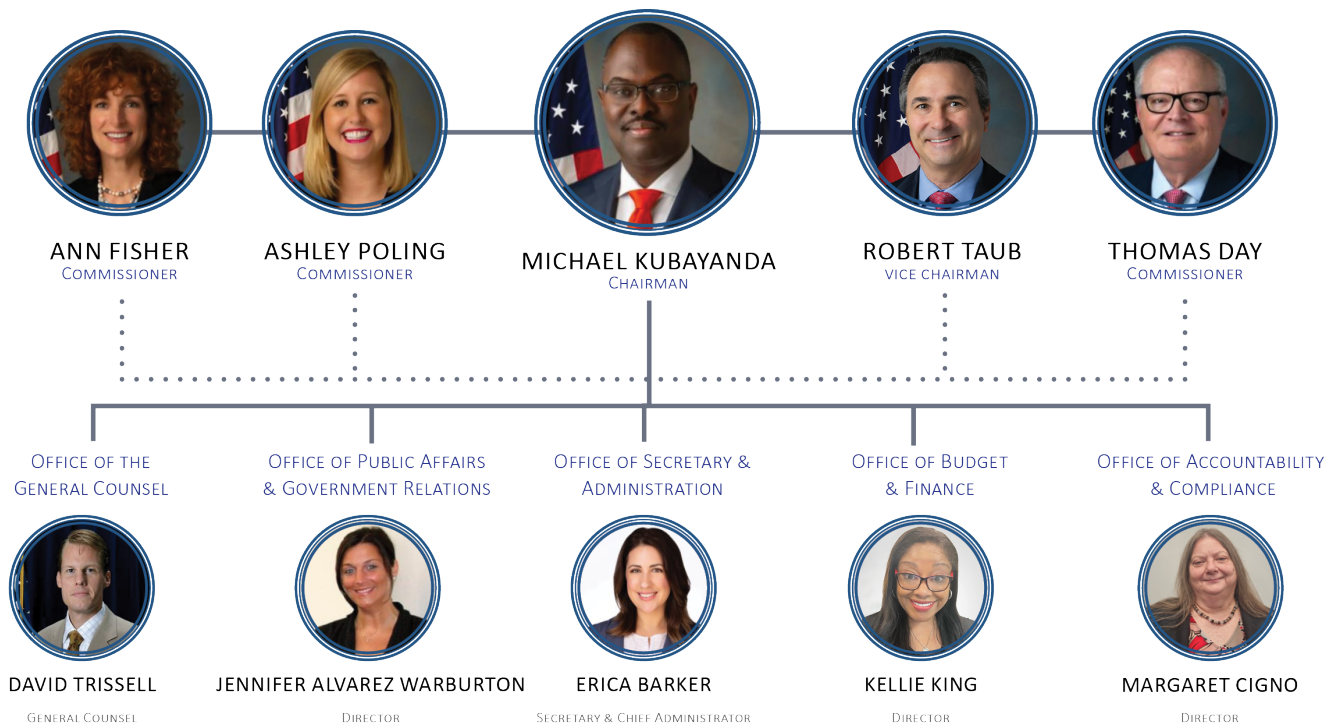 ANN FISHER
COMMISSIONER
ASHLEY POLING
COMMISSIONER
MICHAEL KUBAYANDA
CHAIRMAN
ROBERT TAUB
VICE CHAIRMAN
THOMAS DAY
COMMISSIONER
OFFICE OF THE
GENERAL COUNSEL
OFFICE OF PUBLIC AFFAIRS
& GOVERNMENT RELATIONS
OFFICE OF SECRETARY &
ADMINISTRATION
OFFICE OF BUDGET
& FINANCE
OFFICE OF ACCOUNTABILITY
& COMPLIANCE
DAVID TRISSELL
GENERAL COUNSEL
JENNIFER ALVAREZ WARBURTON
DIRECTOR
ERICA BARKER
SECRETARY & CHIEF ADMINISTRATOR
KELLIE KING
DIRECTOR
MARGARET CIGNO
DIRECTOR